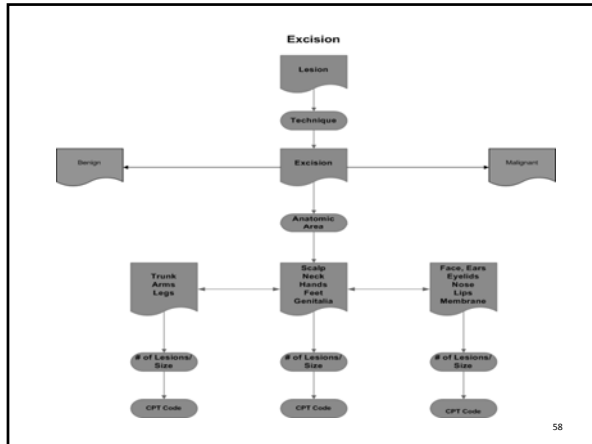 Excision
Lesion
Technique
Benign
Excision
Malignant
Anatomic
Area
Trunk
Arms
Legs
Scalp
Neck
Hands
Feet
Genitalia
Face, Ears
Eyelids
Nose
Lips
Membrane
# of Lesions/
Size
# of Lesions/
Size
# of Lesions/
Size
CPT Code
CPT Code
CPT Code
58